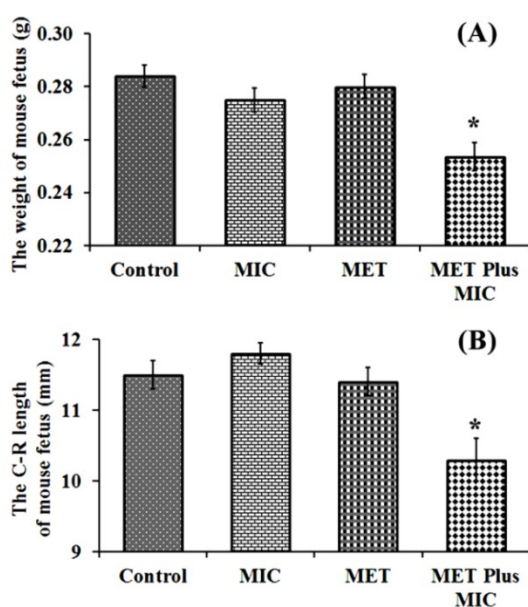 (A)
The weight of mouse fetus (g)
0.30
0.28
0.26
0.24
0.22
*
Control MIC MET MET Plus
MIC
(B)
The C-R length
of mouse fetus (mm)
12
11
10
9
*
Control MIC MET MET Plus
MIC